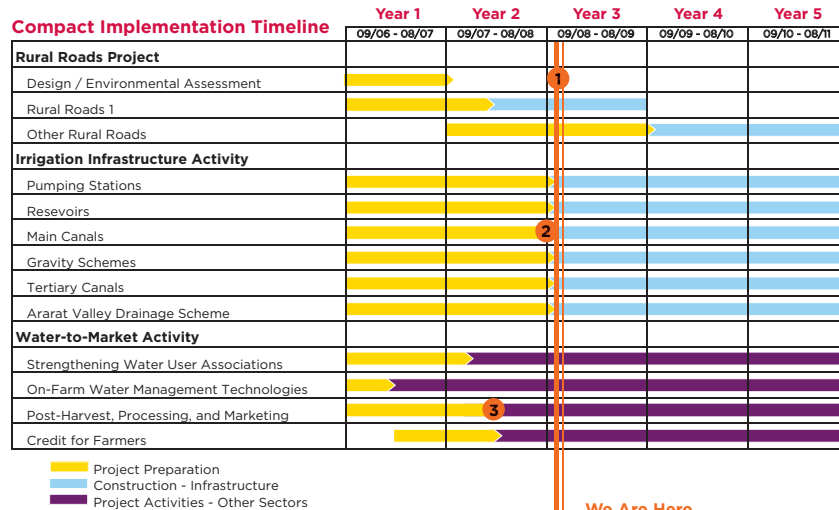 Year 1 Year 2 Year 3 Year 4 Year 5
Compact Implementation Timeline
09/06 - 08/07 09/07 - 08/08 09/08 - 08/09 09/09 - 08/10 09/10 - 08/11
Rural Roads Project
Design / Environmental Assessment 1
Rural Roads 1
Other Rural Roads
Irrigation Infrastructure Activity
Pumping Stations
Resevoirs
Main Canals 2
Gravity Schemes
Tertiary Canals
Ararat Valley Drainage Scheme
Water-to-Market Activity
Strengthening Water User Associations
On-Farm Water Management Technologies
Post-Harvest, Processing, and Marketing 3
Credit for Farmers
Project Preparation
Construction - Infrastructure
Project Activities - Other Sectors
We Are Here